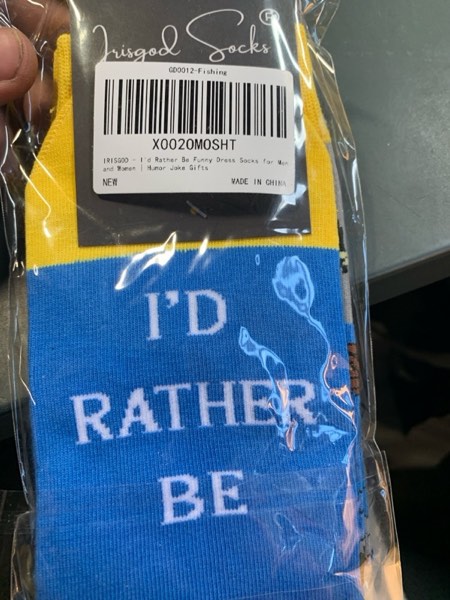 Irisgod Socks®
GD0012-Fishing
X0020MOSHT
IRISGOD - I'd Rather Be Funny Dress Socks for Men
and Women | Humor Joke Gifts
NEW MADE IN CHINA
I'D
RATHER
BE